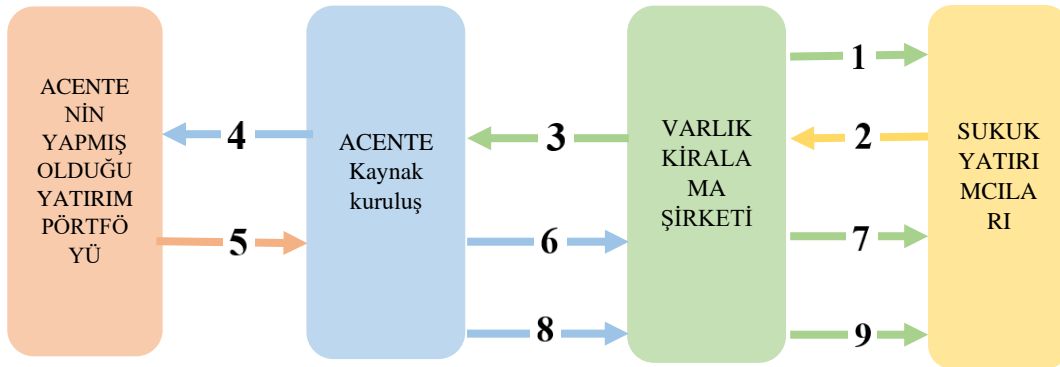 ACENTE
NİN
YAPMIŞ
OLDUĞU
YATIRIM
PÖRTFÖ
YÜ
4
5
ACENTE
Kaynak
kuruluş
3
6
8
VARLIK
KİRALA
MA
ŞİRKETİ
1
2
7
9
SUKUK
YATIRI
MCILA
RI